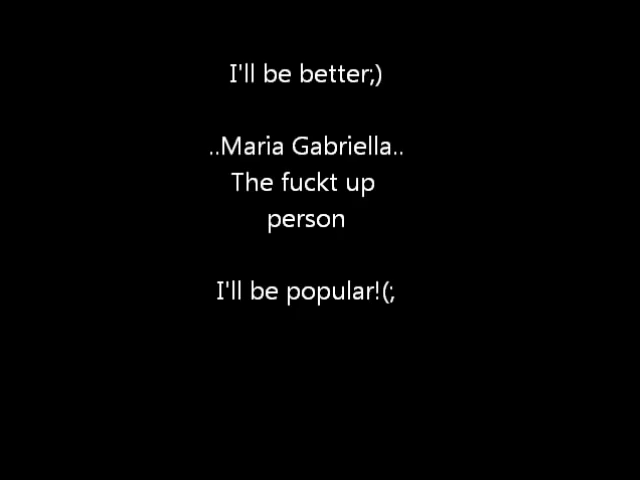 I'll be better;)
..Maria Gabriella..
The fuckt up
person
I'll be popular!(;